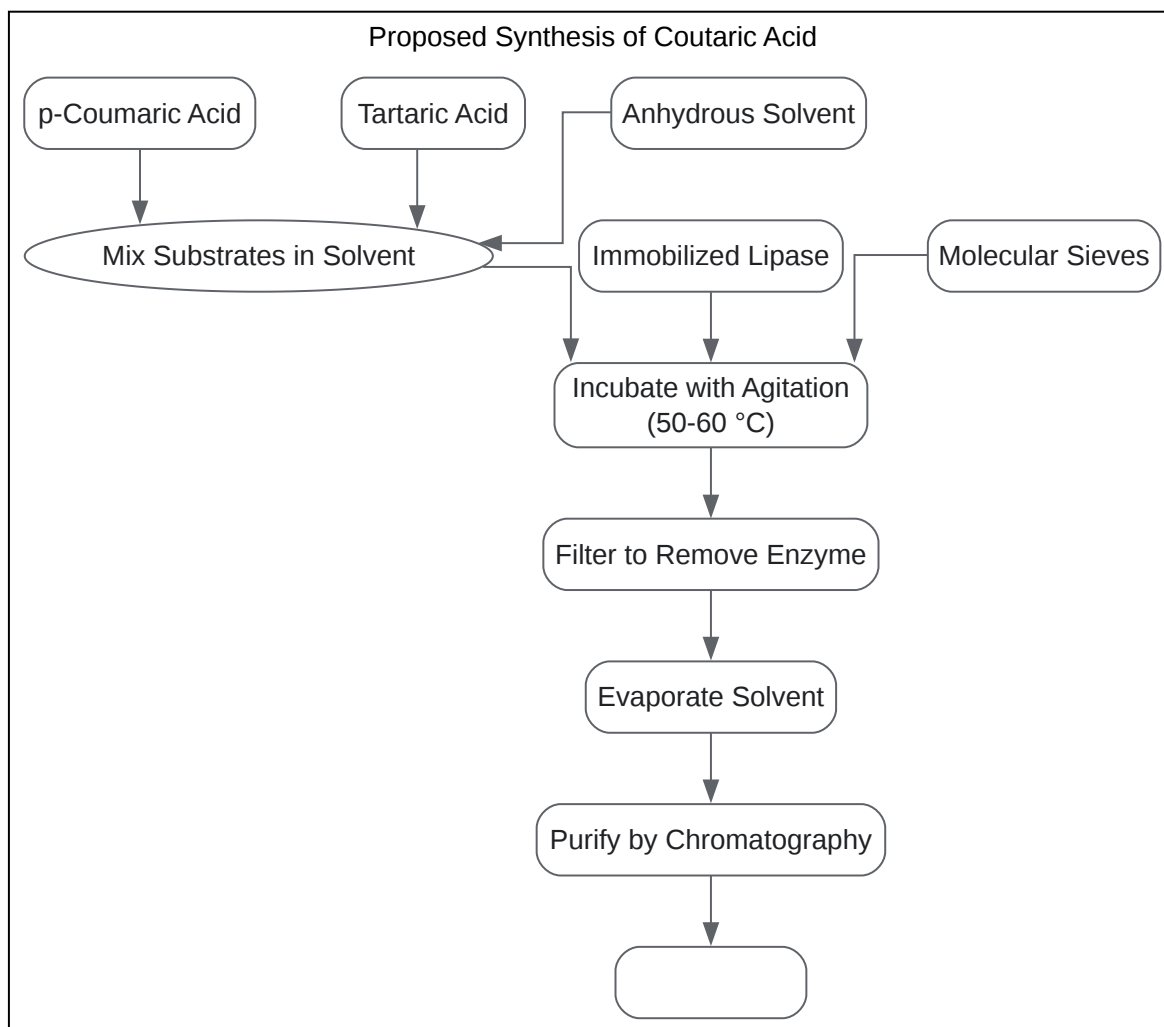 Proposed Synthesis of Coutaric Acid
p-Coumaric Acid
Tartaric Acid
Anhydrous Solvent
Mix Substrates in Solvent
Immobilized Lipase
Molecular Sieves
Incubate with Agitation
(50-60 °C)
Filter to Remove Enzyme
Evaporate Solvent
Purify by Chromatography